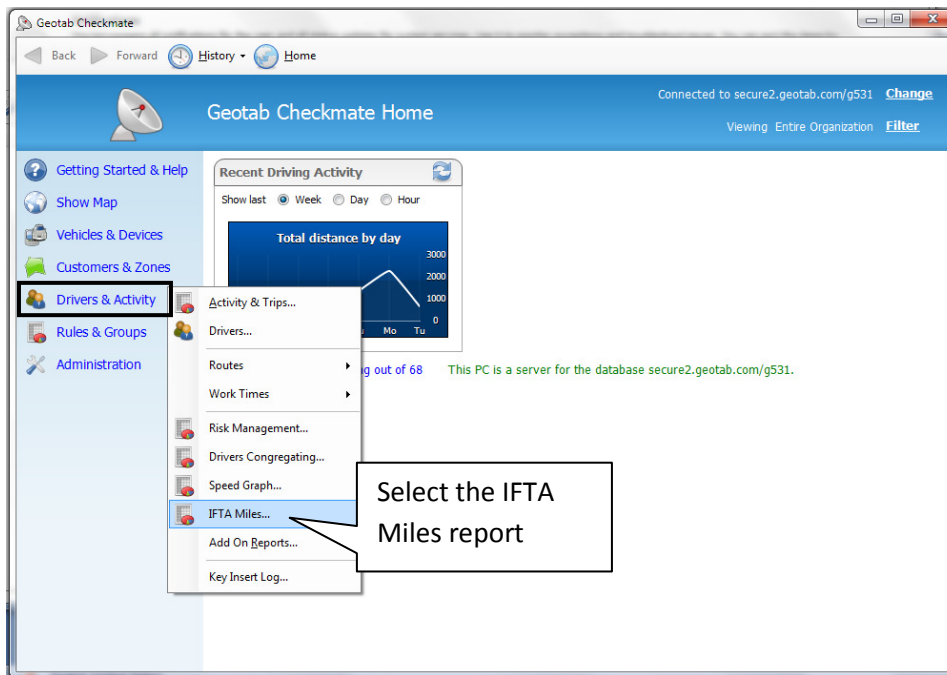 Geotab Checkmate
Back Forward History Home
Geotab Checkmate Home
Connected to secure2.geotab.com/g531 Change
Viewing Entire Organization Filter
Getting Started & Help
Show Map
Vehicles & Devices
Customers & Zones
Drivers & Activity
Rules & Groups
Administration
Recent Driving Activity
Show last Week Day Hour
Total distance by day
3000
2000
1000
0
Mo Tu
Activity & Trips...
Drivers...
Routes
Work Times
Risk Management...
Drivers Congregating...
Speed Graph...
IFTA Miles...
Add On Reports...
Key Insert Log...
out of 68 This PC is a server for the database secure2.geotab.com/g531.
Select the IFTA
Miles report